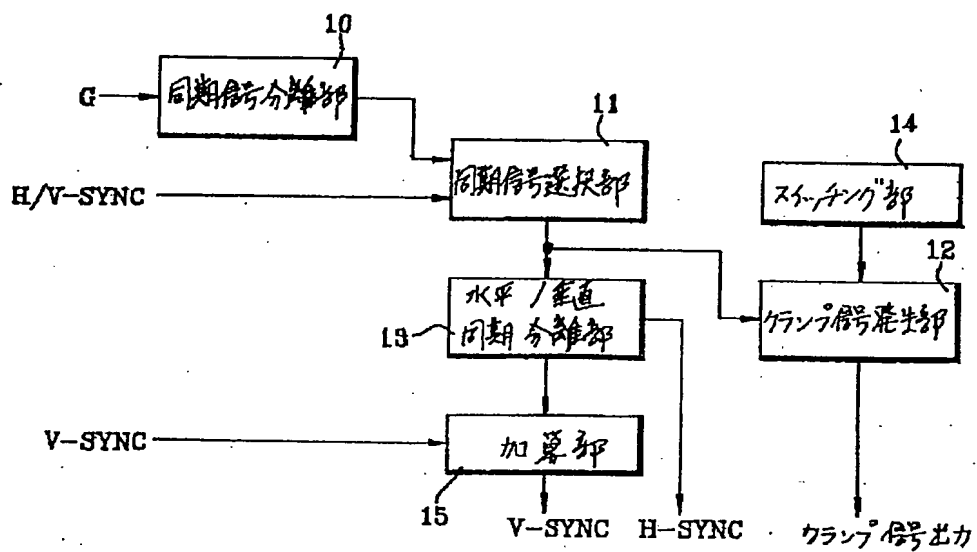 10
同期信号分離部
G
11
同期信号選択部
H/V-SYNC
14
スイッチング部
12
クランプ信号発生部
水平/垂直
同期分離部
13
V-SYNC
加算部
15
V-SYNC
H-SYNC
クランプ信号出力